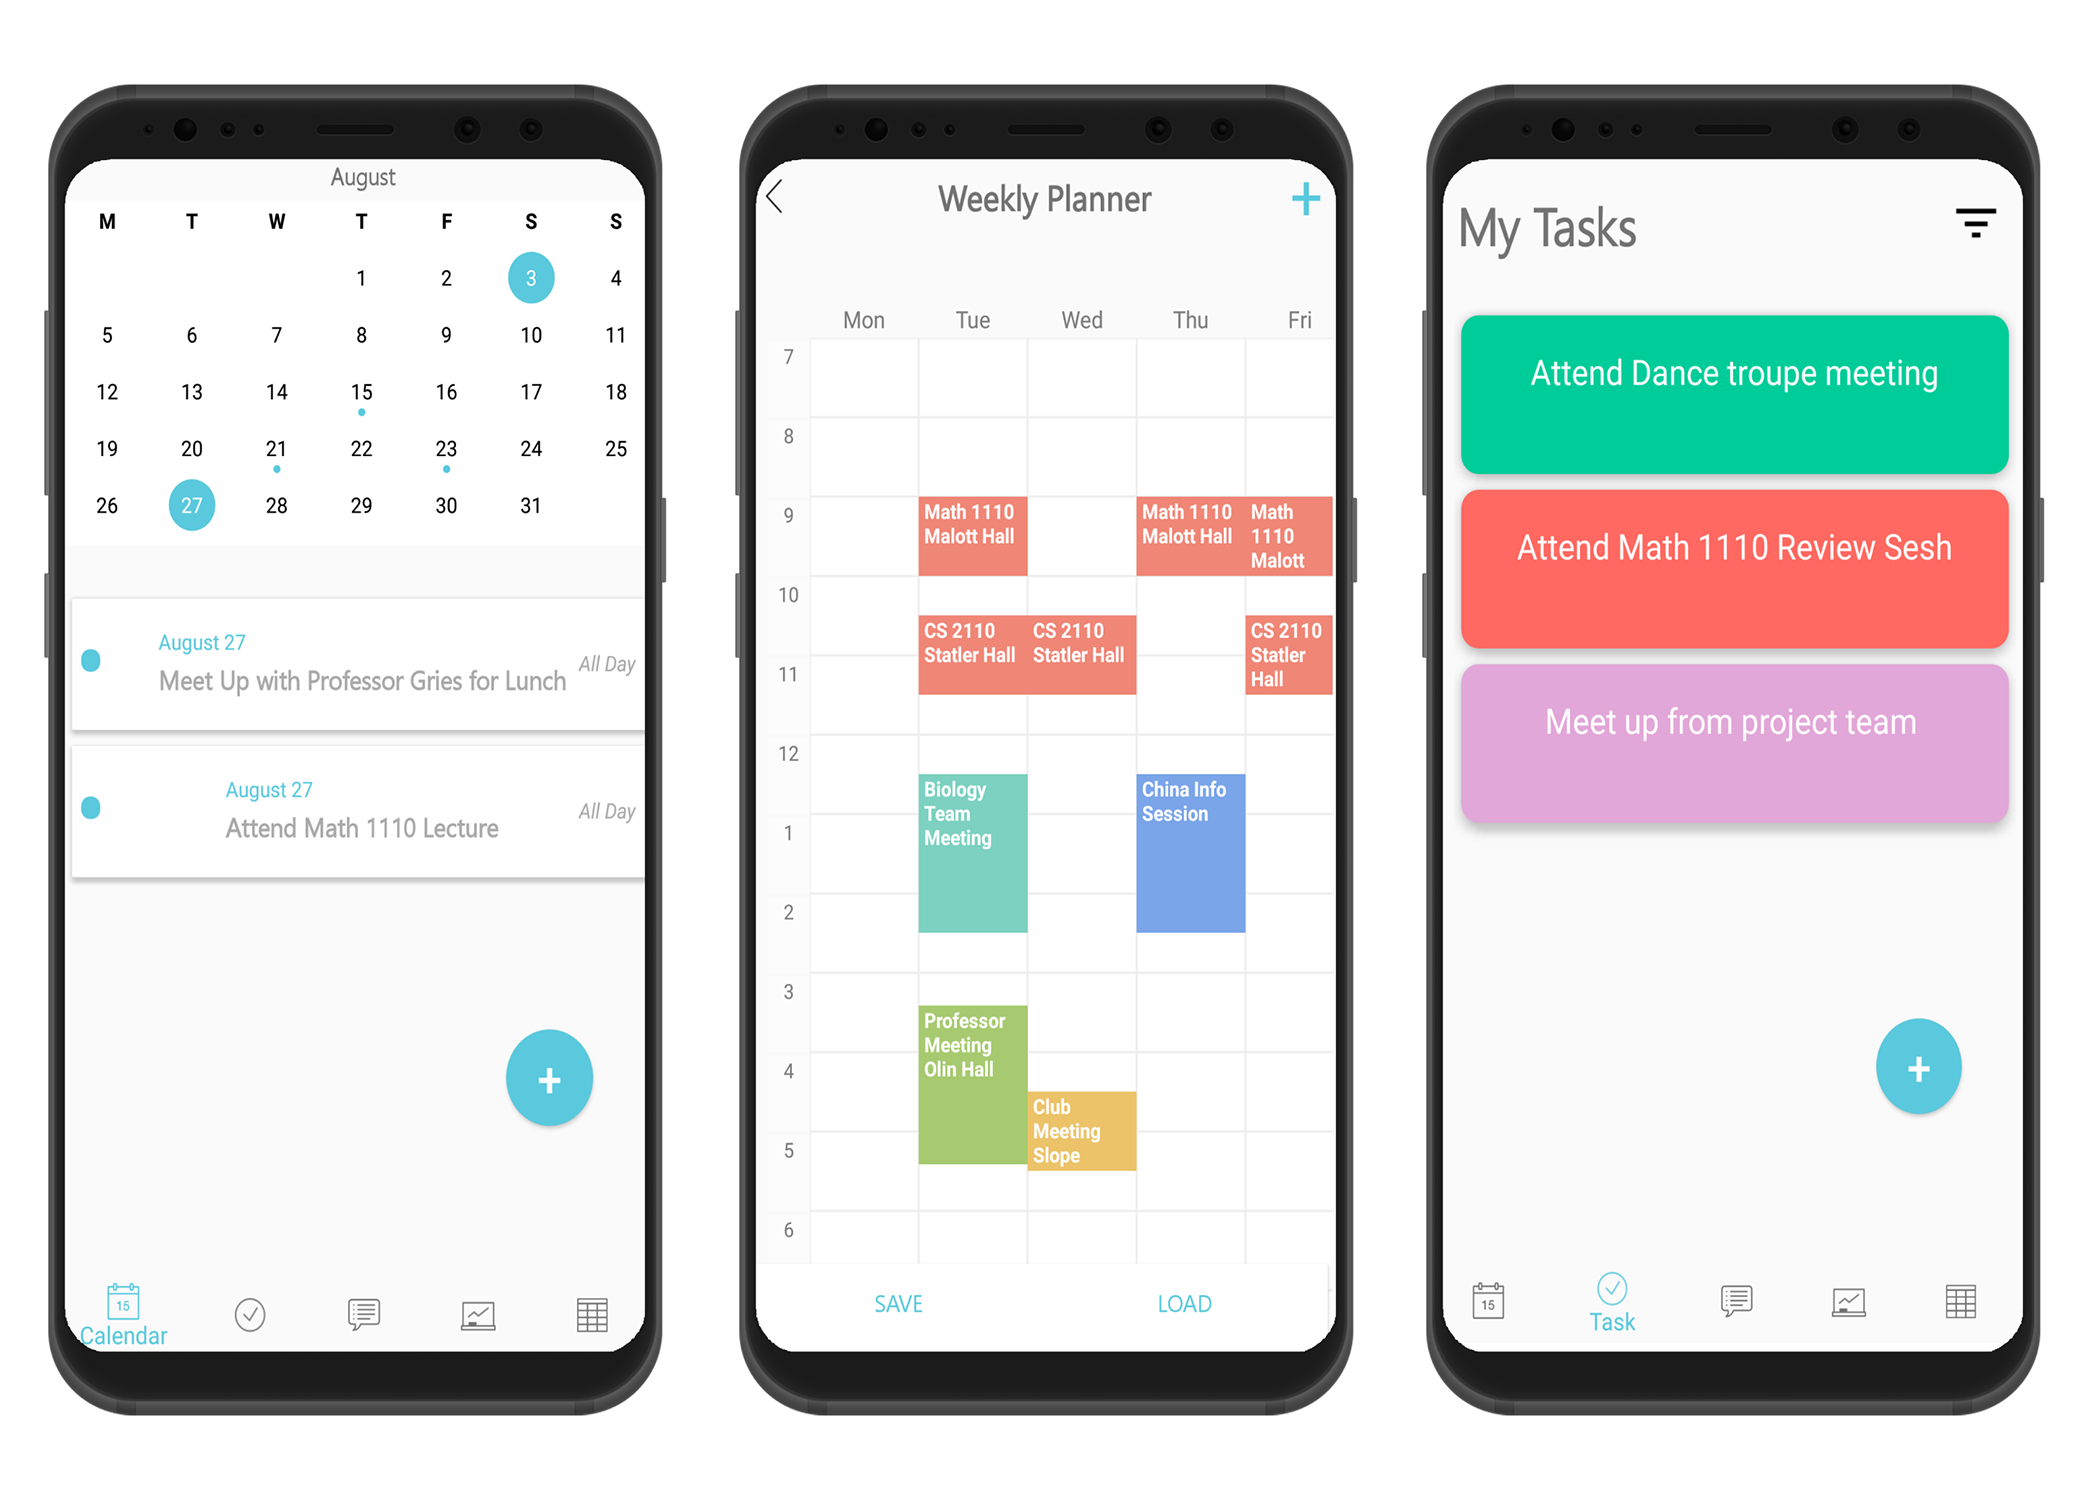 August
M T W T F S S
1 2 3 4
5 6 7 8 9 10 11
12 13 14 15 16 17 18
19 20 21 22 23 24 25
26 27 28 29 30 31
August 27
Meet Up with Professor Gries for Lunch
All Day
August 27
Attend Math 1110 Lecture
All Day
+
15
Calendar
Weekly Planner
+
Mon Tue Wed Thu Fri
7
8
9
Math 1110
Malott Hall
Math 1110
Malott Hall
Math
1110
Malott
10
CS 2110
Statler Hall
CS 2110
Statler Hall
CS 2110
Statler
Hall
11
12
Biology
Team
Meeting
China Info
Session
1
2
3
Professor
Meeting
Olin Hall
4
Club
Meeting
Slope
5
6
SAVE LOAD
My Tasks
Attend Dance troupe meeting
Attend Math 1110 Review Sesh
Meet up from project team
+
15
Task